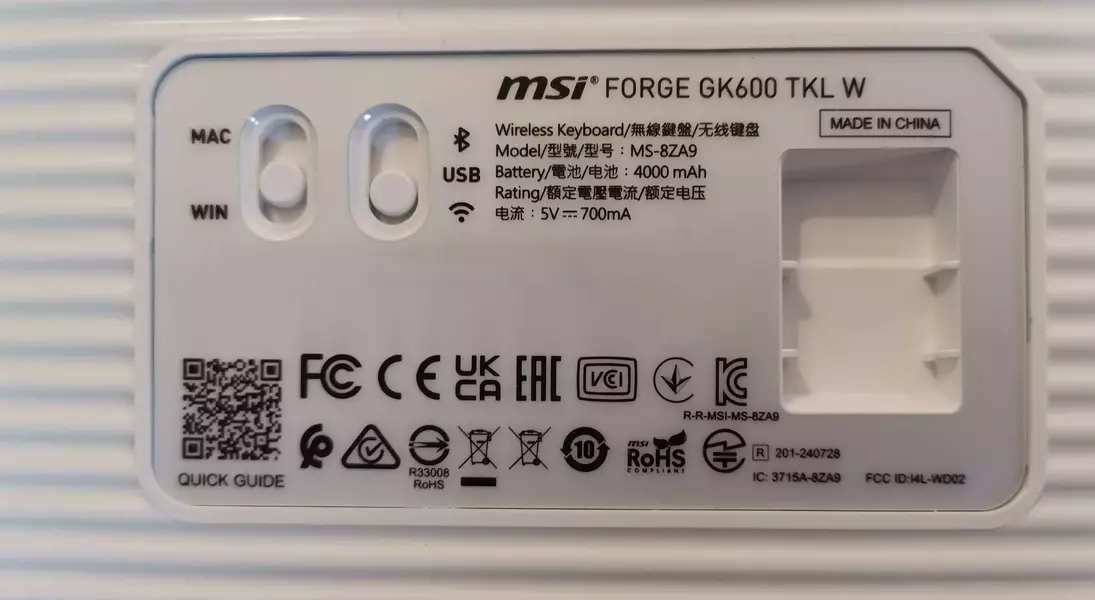 msi® FORGE GK600 TKL W
MADE IN CHINA
MAC
WIN
USB
Wireless Keyboard/無線鍵盤/无线键盘
Model/型號/型号：MS-8ZA9
Battery/電池/电池：4000 mAh
Rating/額定電壓電流/额定电压
电流：5V⎓700mA
QUICK GUIDE
FC
CE
UK
CA
EAC
VCCI
KC
R-R-MSI-MS-8ZA9
R33008
RoHS
10
msi
RoHS
COMPLIANT
R 201-240728
IC: 3715A-8ZA9
FCC ID:I4L-WD02